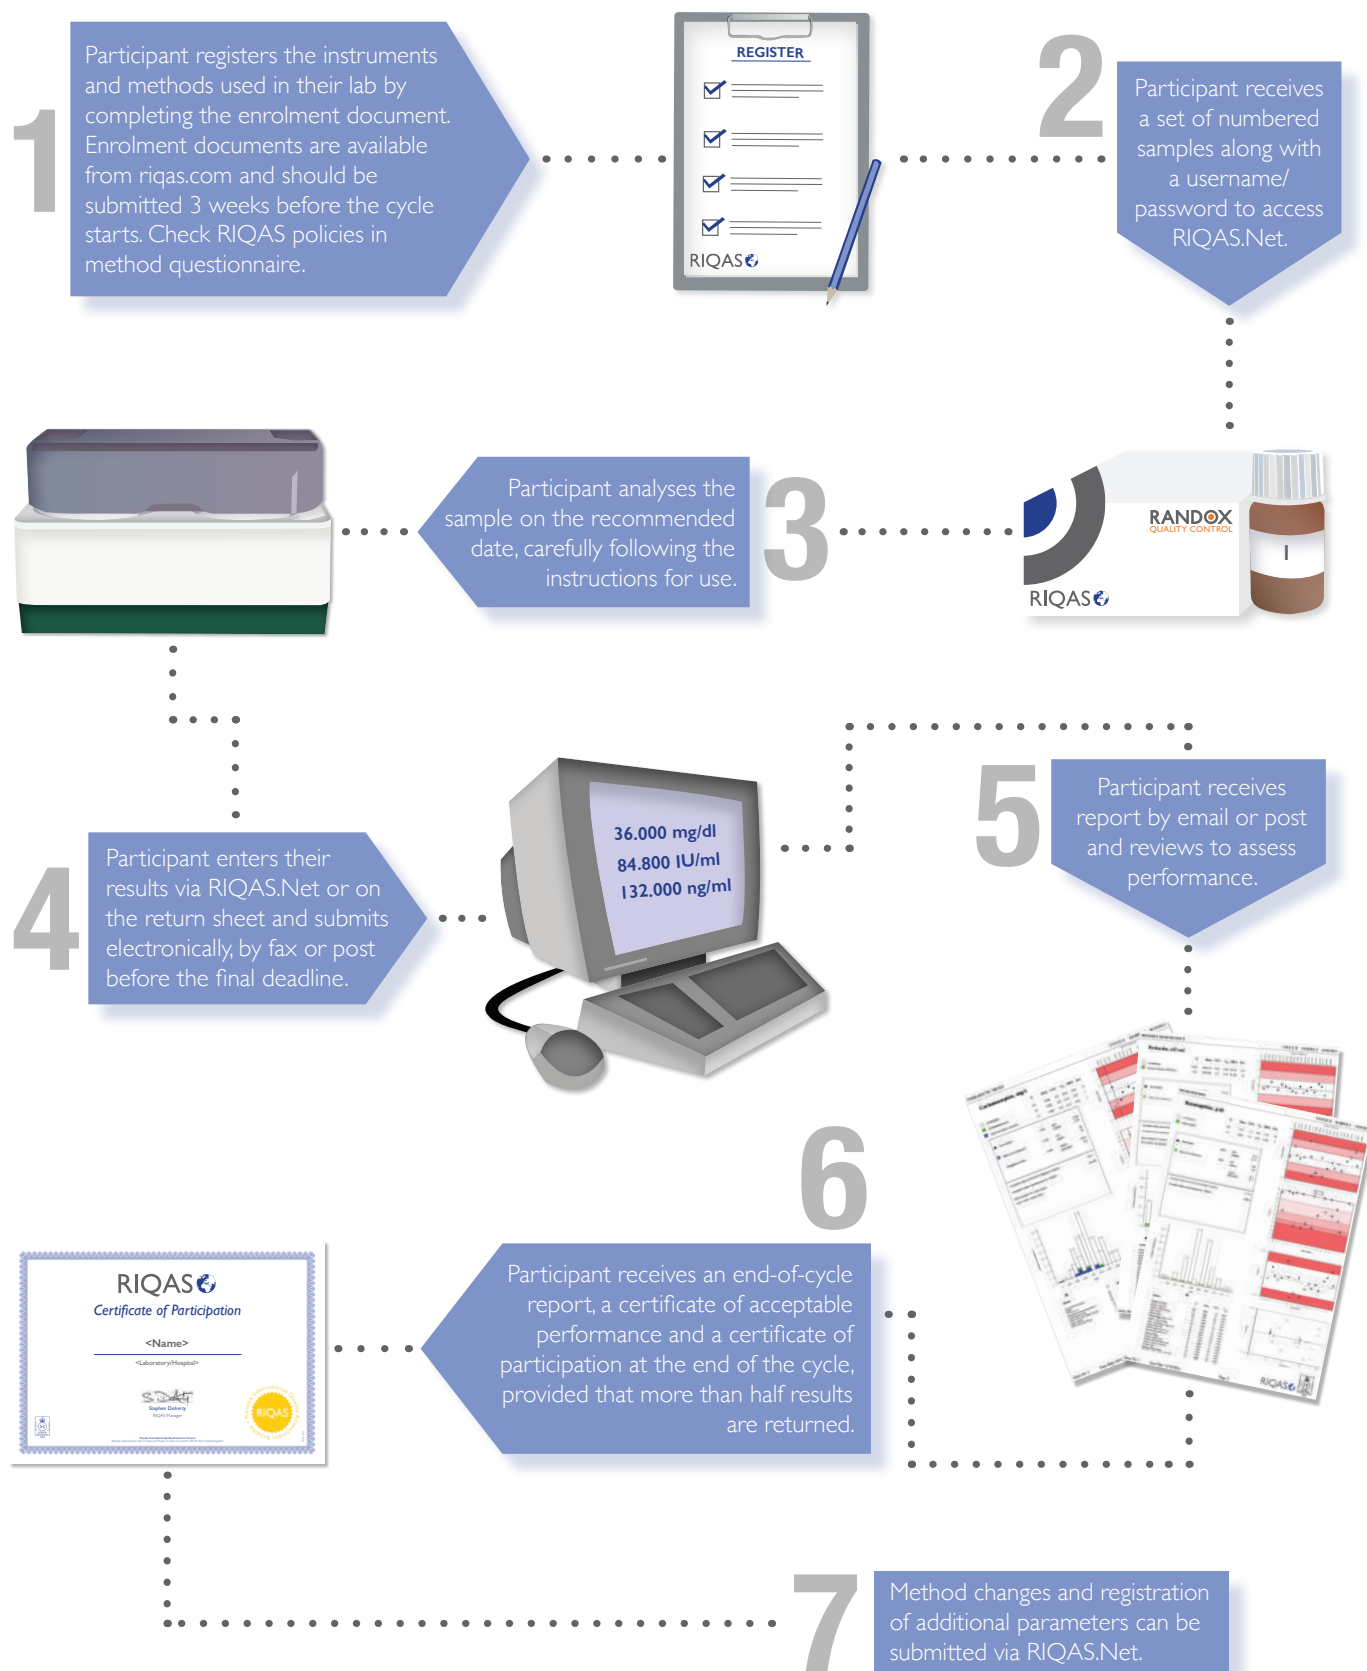 1
Participant registers the instruments
and methods used in their lab by
completing the enrolment document.
Enrolment documents are available
from riqas.com and should be
submitted 3 weeks before the cycle
starts. Check RIQAS policies in
method questionnaire.
REGISTER
RIQAS
2
Participant receives
a set of numbered
samples along with
a username/
password to access
RIQAS.Net.
3
Participant analyses the
sample on the recommended
date, carefully following the
instructions for use.
RANDOX
QUALITY CONTROL
RIQAS
1
4
Participant enters their
results via RIQAS.Net or on
the return sheet and submits
electronically, by fax or post
before the final deadline.
36.000 mg/dl
84.800 IU/ml
132.000 ng/ml
5
Participant receives
report by email or post
and reviews to assess
performance.
RIQAS
6
Participant receives an end-of-cycle
report, a certificate of acceptable
performance and a certificate of
participation at the end of the cycle,
provided that more than half results
are returned.
RIQAS
Certificate of Participation
<Name>
<Laboratory/Hospital>
Stephen Doherty
RIQAS Manager
RIQAS
7
Method changes and registration
of additional parameters can be
submitted via RIQAS.Net.